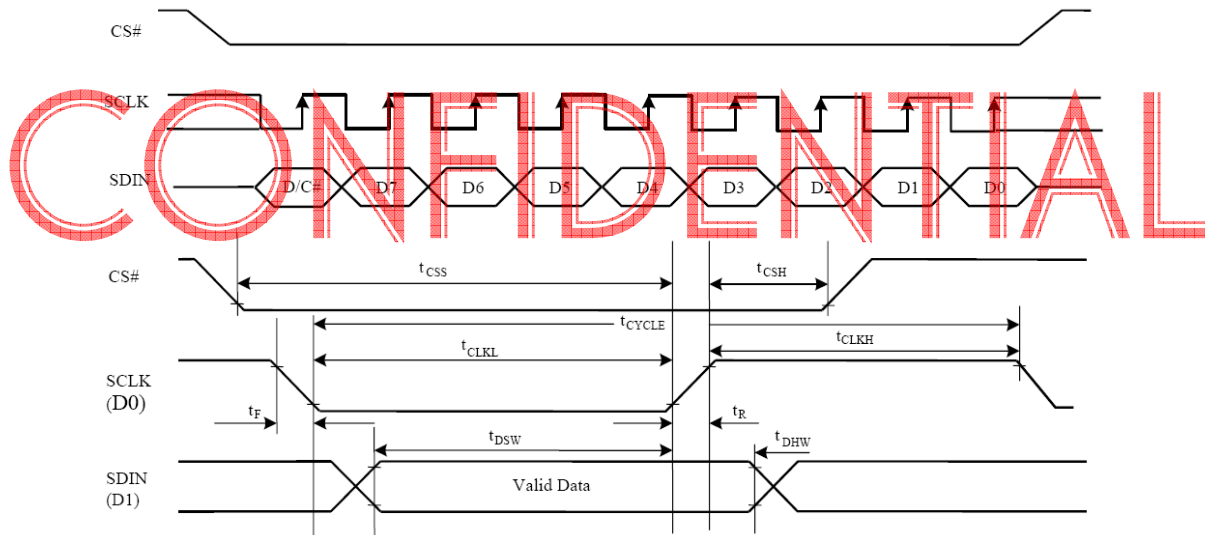 CS#
SCLK
CONFIDENTIAL
SDIN D/C# D7 D6 D5 D4 D3 D2 D1 D0
CS#
tCSS tCSH
tCYCLE
tCLKL tCLKH
SCLK
(D0)
tF tR
tDSW tDHW
SDIN
(D1)
Valid Data